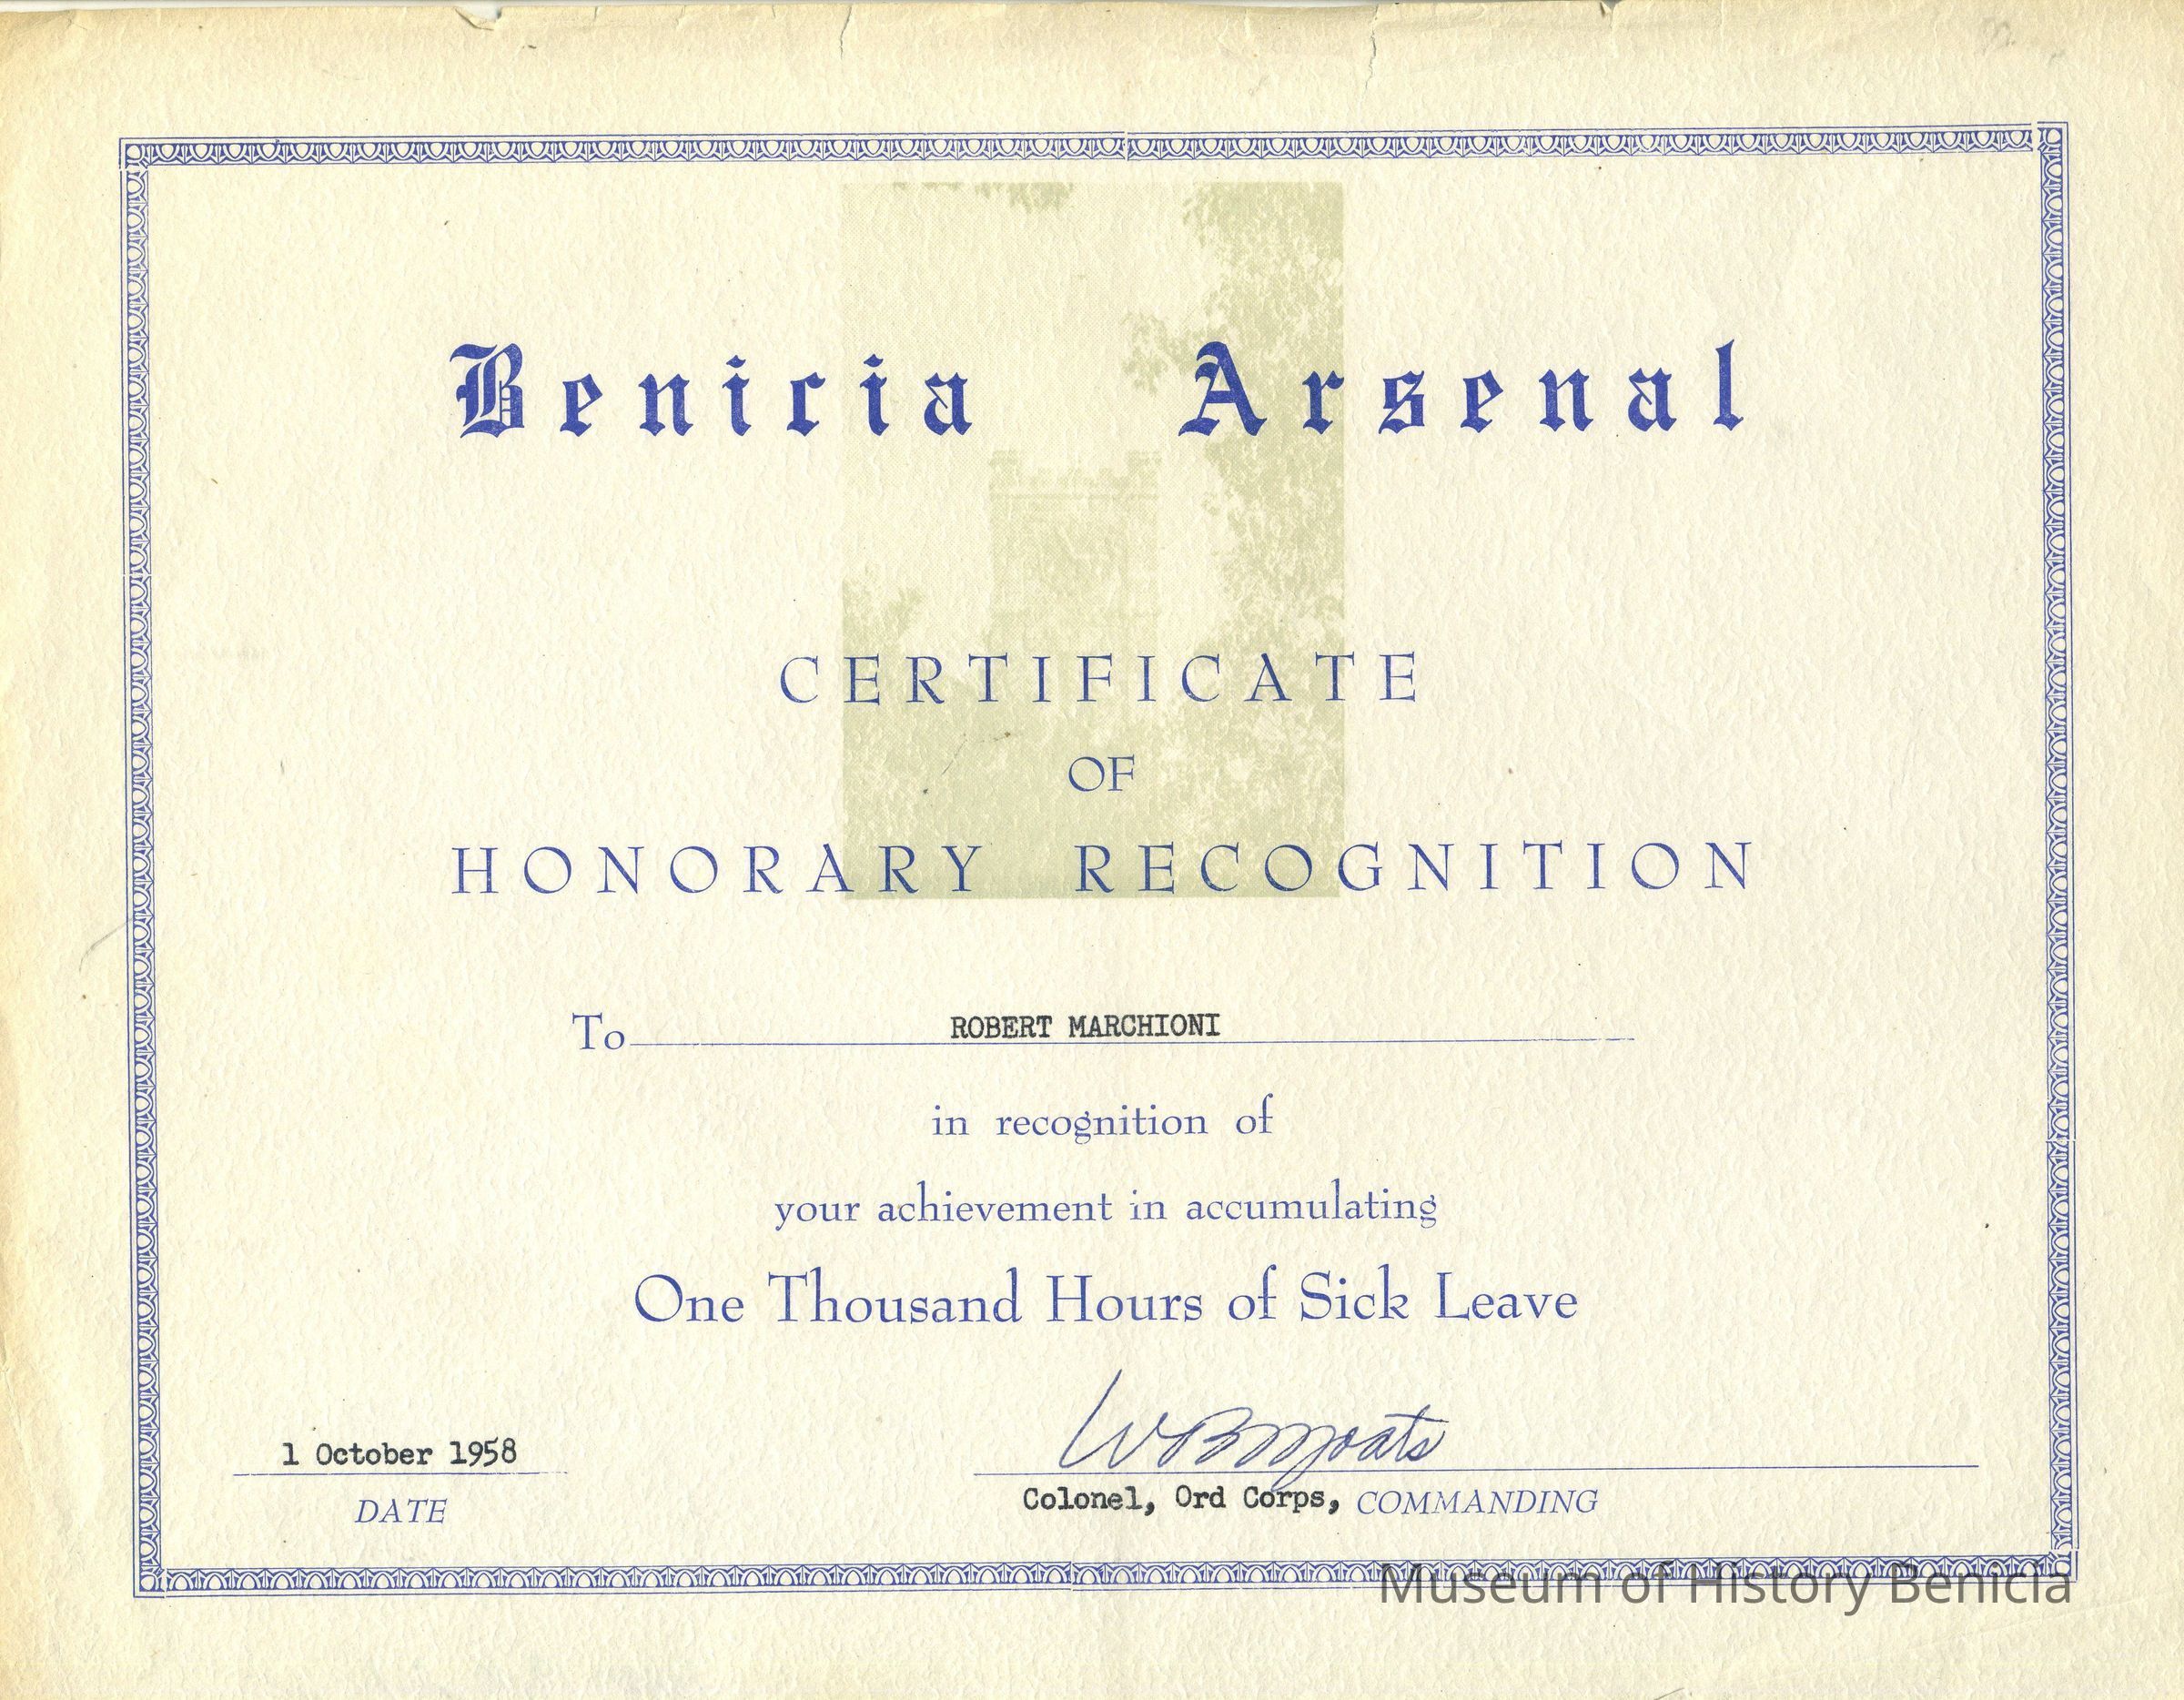 Benicia Arsenal
CERTIFICATE
OF
HONORARY RECOGNITION
To ROBERT MARCHIONI
in recognition of
your achievement in accumulating
One Thousand Hours of Sick Leave
W B Moats
1 October 1958
DATE
Colonel, Ord Corps, COMMANDING
Museum of History Benicia